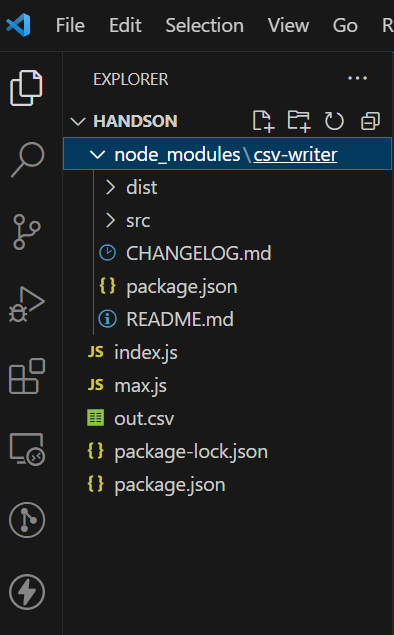 File Edit Selection View Go R
EXPLORER
HANDSON
node_modules\csv-writer
dist
src
CHANGELOG.md
{} package.json
README.md
JS index.js
JS max.js
out.csv
{} package-lock.json
{} package.json